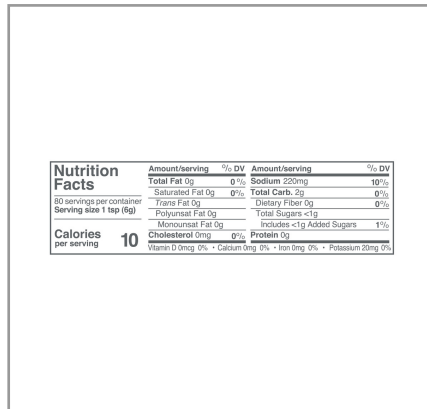 Nutrition
Facts
80 servings per container
Serving size 1 tsp (6g)
Calories
per serving
10
Amount/serving % DV
Total Fat 0g 0%
Saturated Fat 0g 0%
Trans Fat 0g
Polyunsat Fat 0g
Monounsat Fat 0g
Cholesterol 0mg 0%
Amount/serving % DV
Sodium 220mg 10%
Total Carb. 2g 0%
Dietary Fiber 0g 0%
Total Sugars <1g
Includes <1g Added Sugars 1%
Protein 0g
Vitamin D 0mcg 0% • Calcium 0mg 0% • Iron 0mg 0% • Potassium 20mg 0%